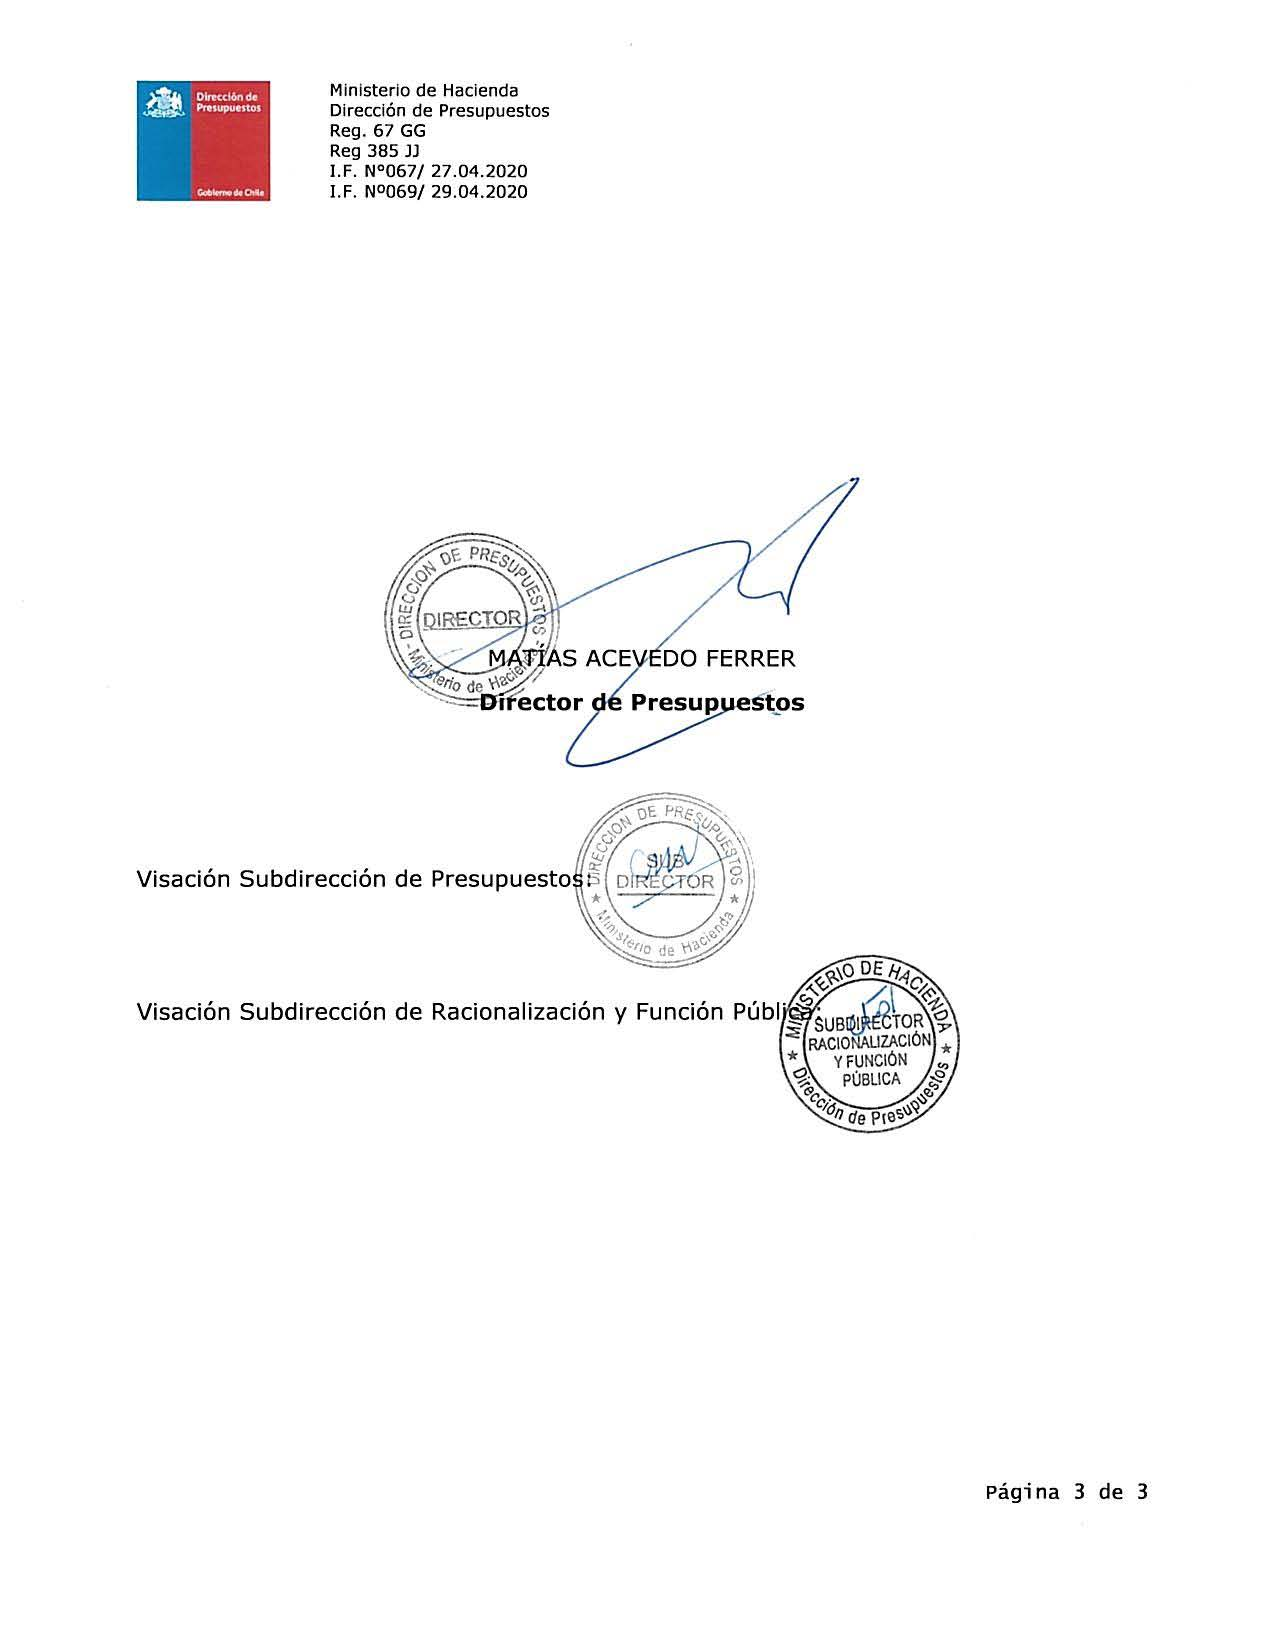 Dirección de
Presupuestos
Gobierno de Chile
Ministerio de Hacienda
Dirección de Presupuestos
Reg. 67 GG
Reg 385 JJ
I.F. N°067/ 27.04.2020
I.F. Nº069/ 29.04.2020
- DIRECCION DE PRESUPUESTOS -
DIRECTOR
Ministerio de Hacienda
MATÍAS ACEVEDO FERRER
Director de Presupuestos
DIRECCION DE PRESUPUESTOS
SUB
DIRECTOR
★ Ministerio de Hacienda ★
Visación Subdirección de Presupuestos:
Visación Subdirección de Racionalización y Función Pública:
MINISTERIO DE HACIENDA
SUBDIRECTOR
RACIONALIZACIÓN
Y FUNCIÓN
PÚBLICA
★ Dirección de Presupuestos ★
Página 3 de 3